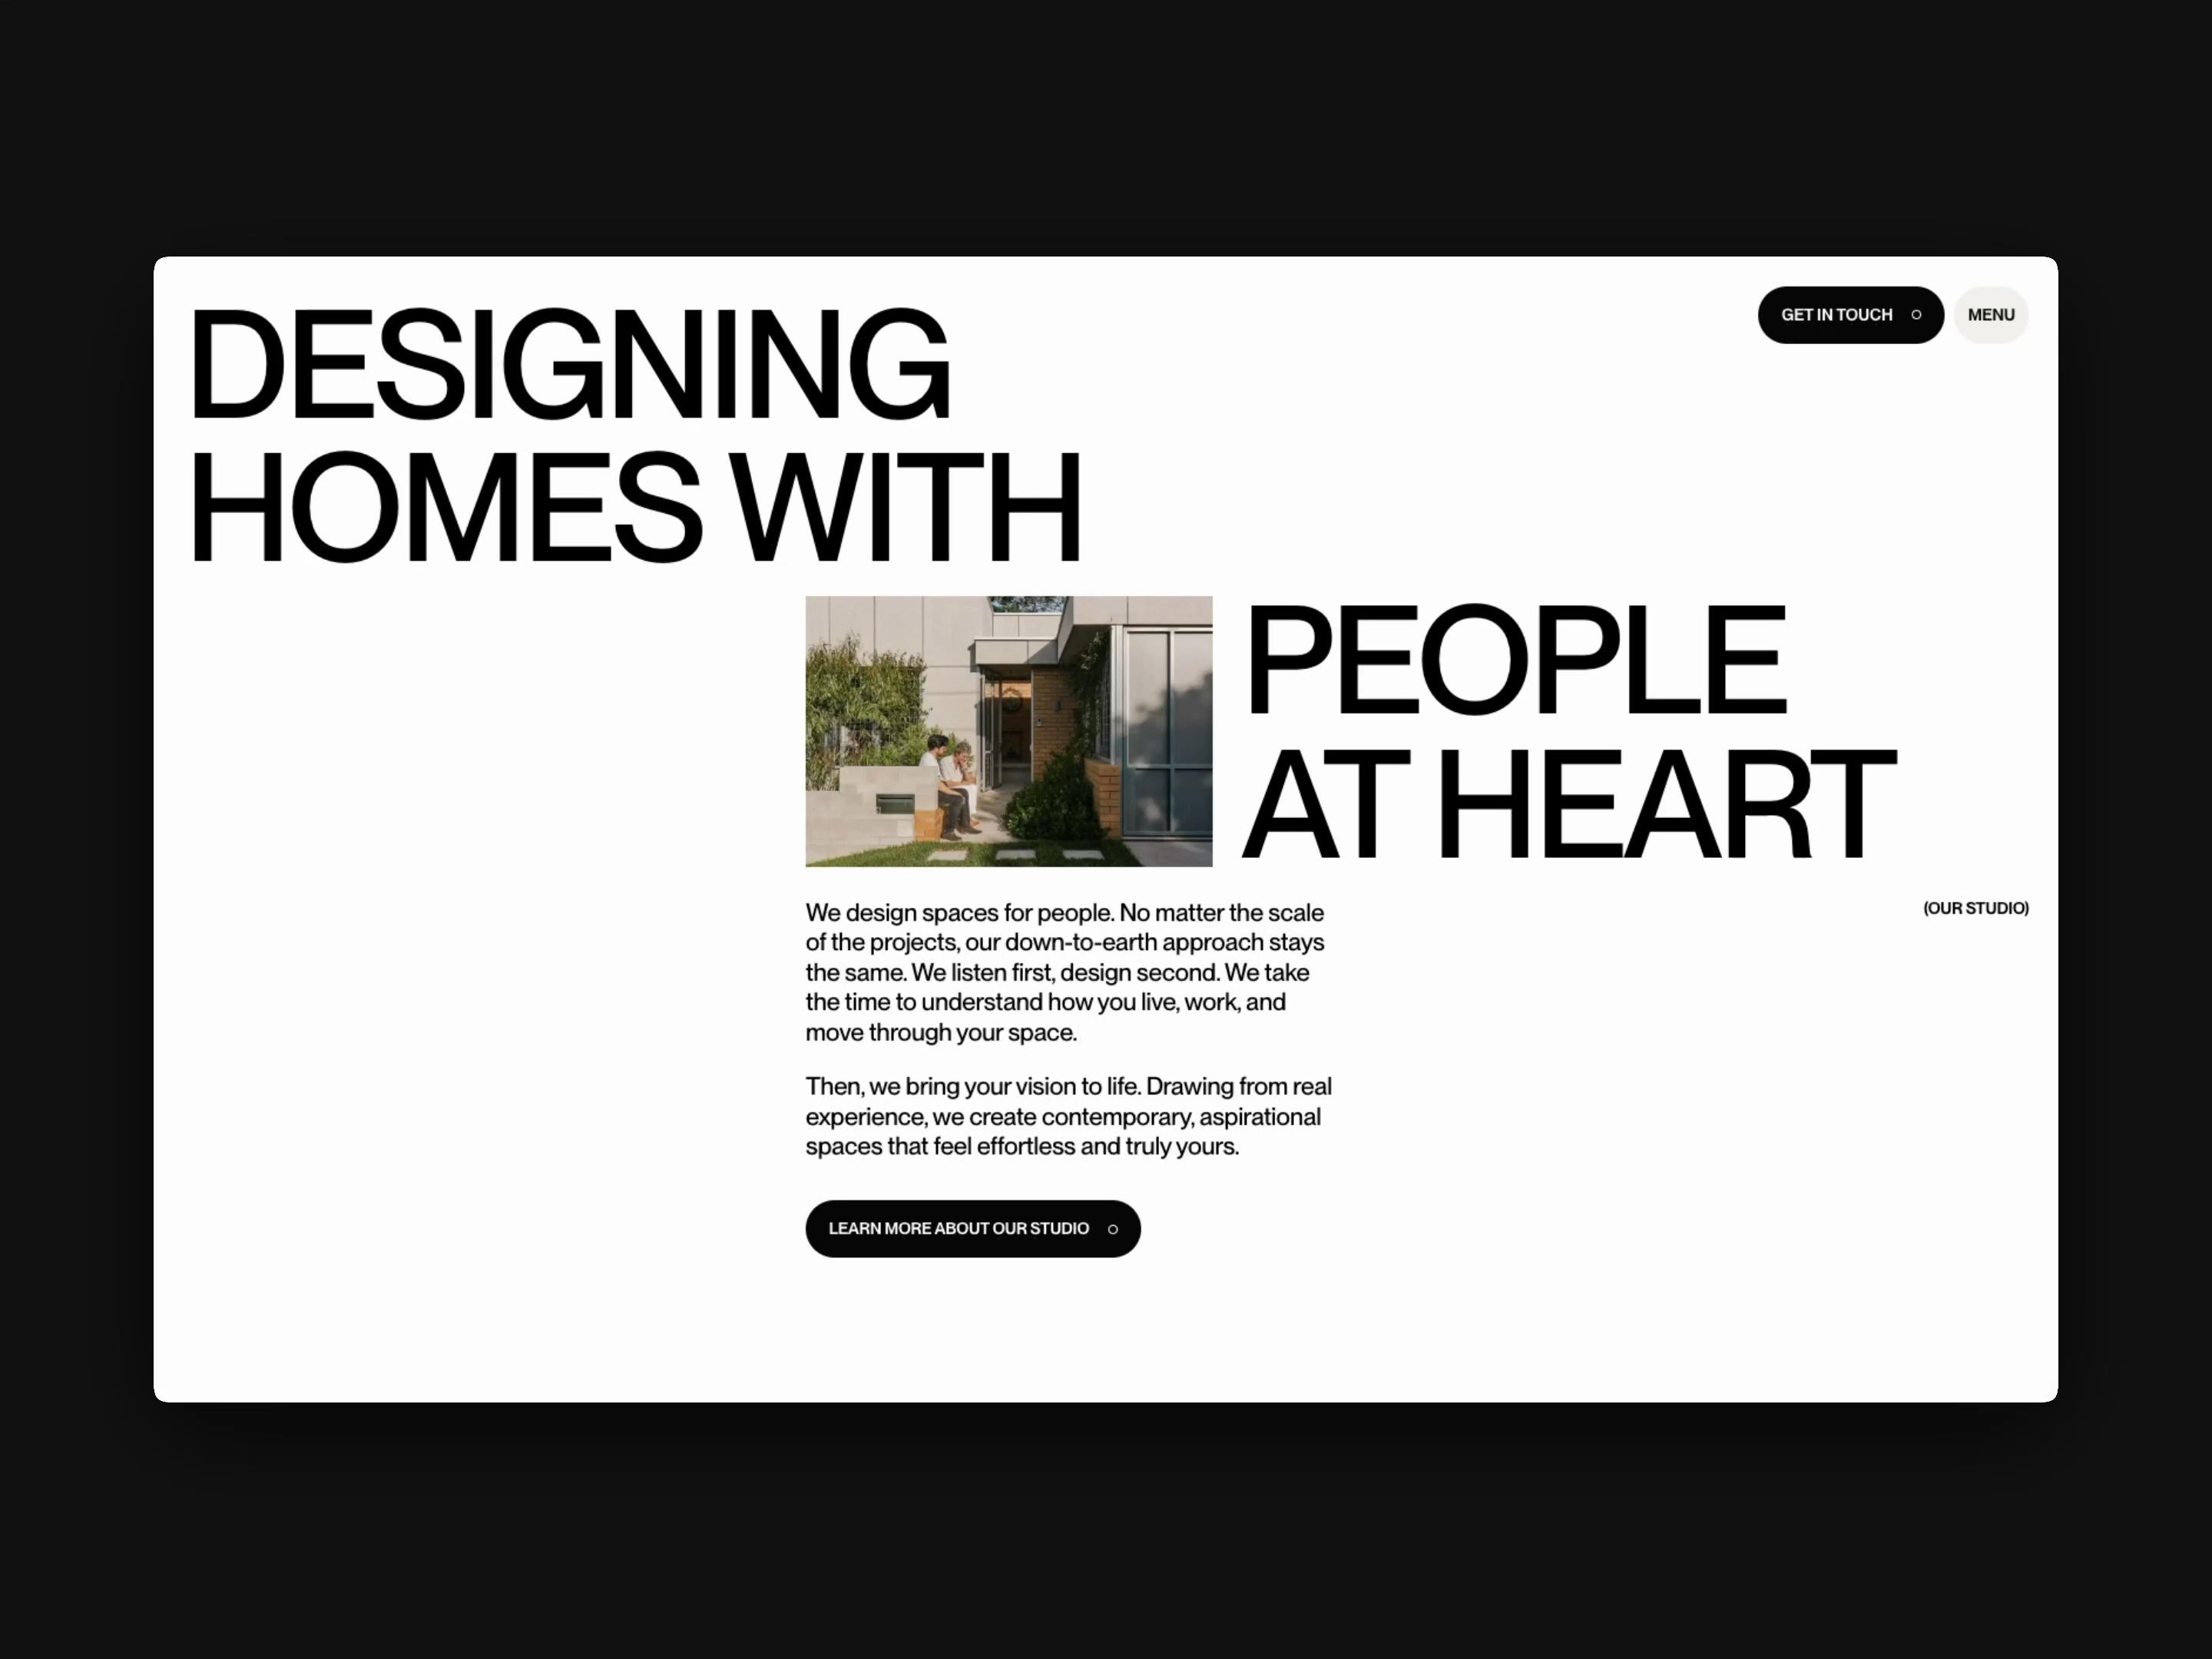 DESIGNING
HOMES WITH
GET IN TOUCH
MENU
PEOPLE
AT HEART
We design spaces for people. No matter the scale
of the projects, our down-to-earth approach stays
the same. We listen first, design second. We take
the time to understand how you live, work, and
move through your space.
(OUR STUDIO)
Then, we bring your vision to life. Drawing from real
experience, we create contemporary, aspirational
spaces that feel effortless and truly yours.
LEARN MORE ABOUT OUR STUDIO